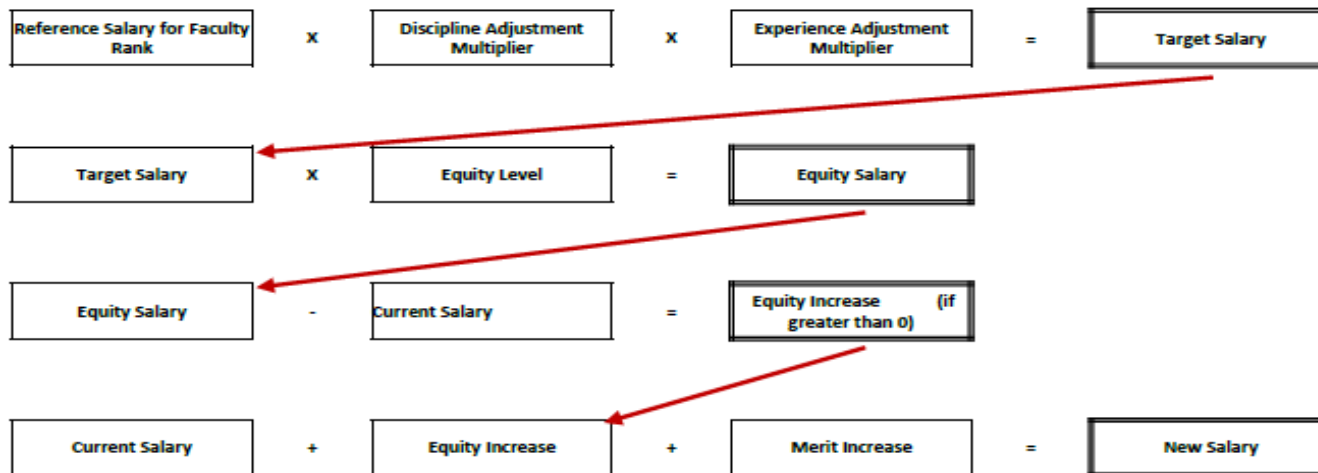 Reference Salary for Faculty Rank x Discipline Adjustment Multiplier x Experience Adjustment Multiplier = Target Salary
Target Salary x Equity Level = Equity Salary
Equity Salary - Current Salary = Equity Increase (if greater than 0)
Current Salary + Equity Increase + Merit Increase = New Salary